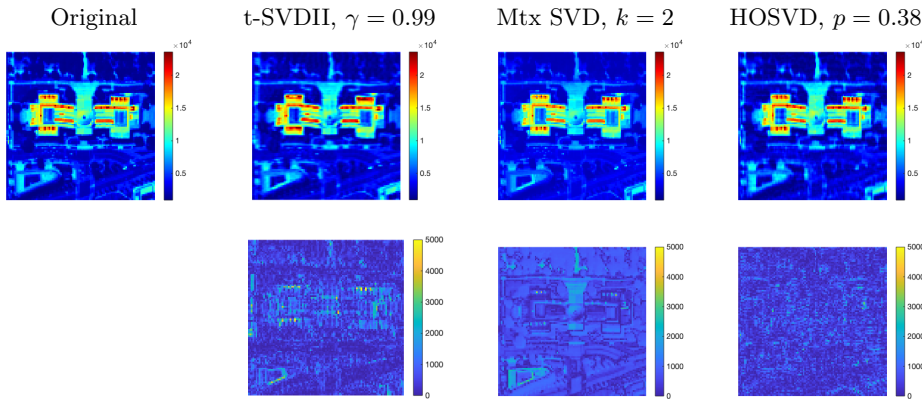 Original t-SVDII, γ = 0.99 Mtx SVD, k = 2 HOSVD, p = 0.38
×10⁴ ×10⁴ ×10⁴ ×10⁴
2 2 2 2
1.5 1.5 1.5 1.5
1 1 1 1
0.5 0.5 0.5 0.5
5000 5000 5000
4000 4000 4000
3000 3000 3000
2000 2000 2000
1000 1000 1000
0 0 0